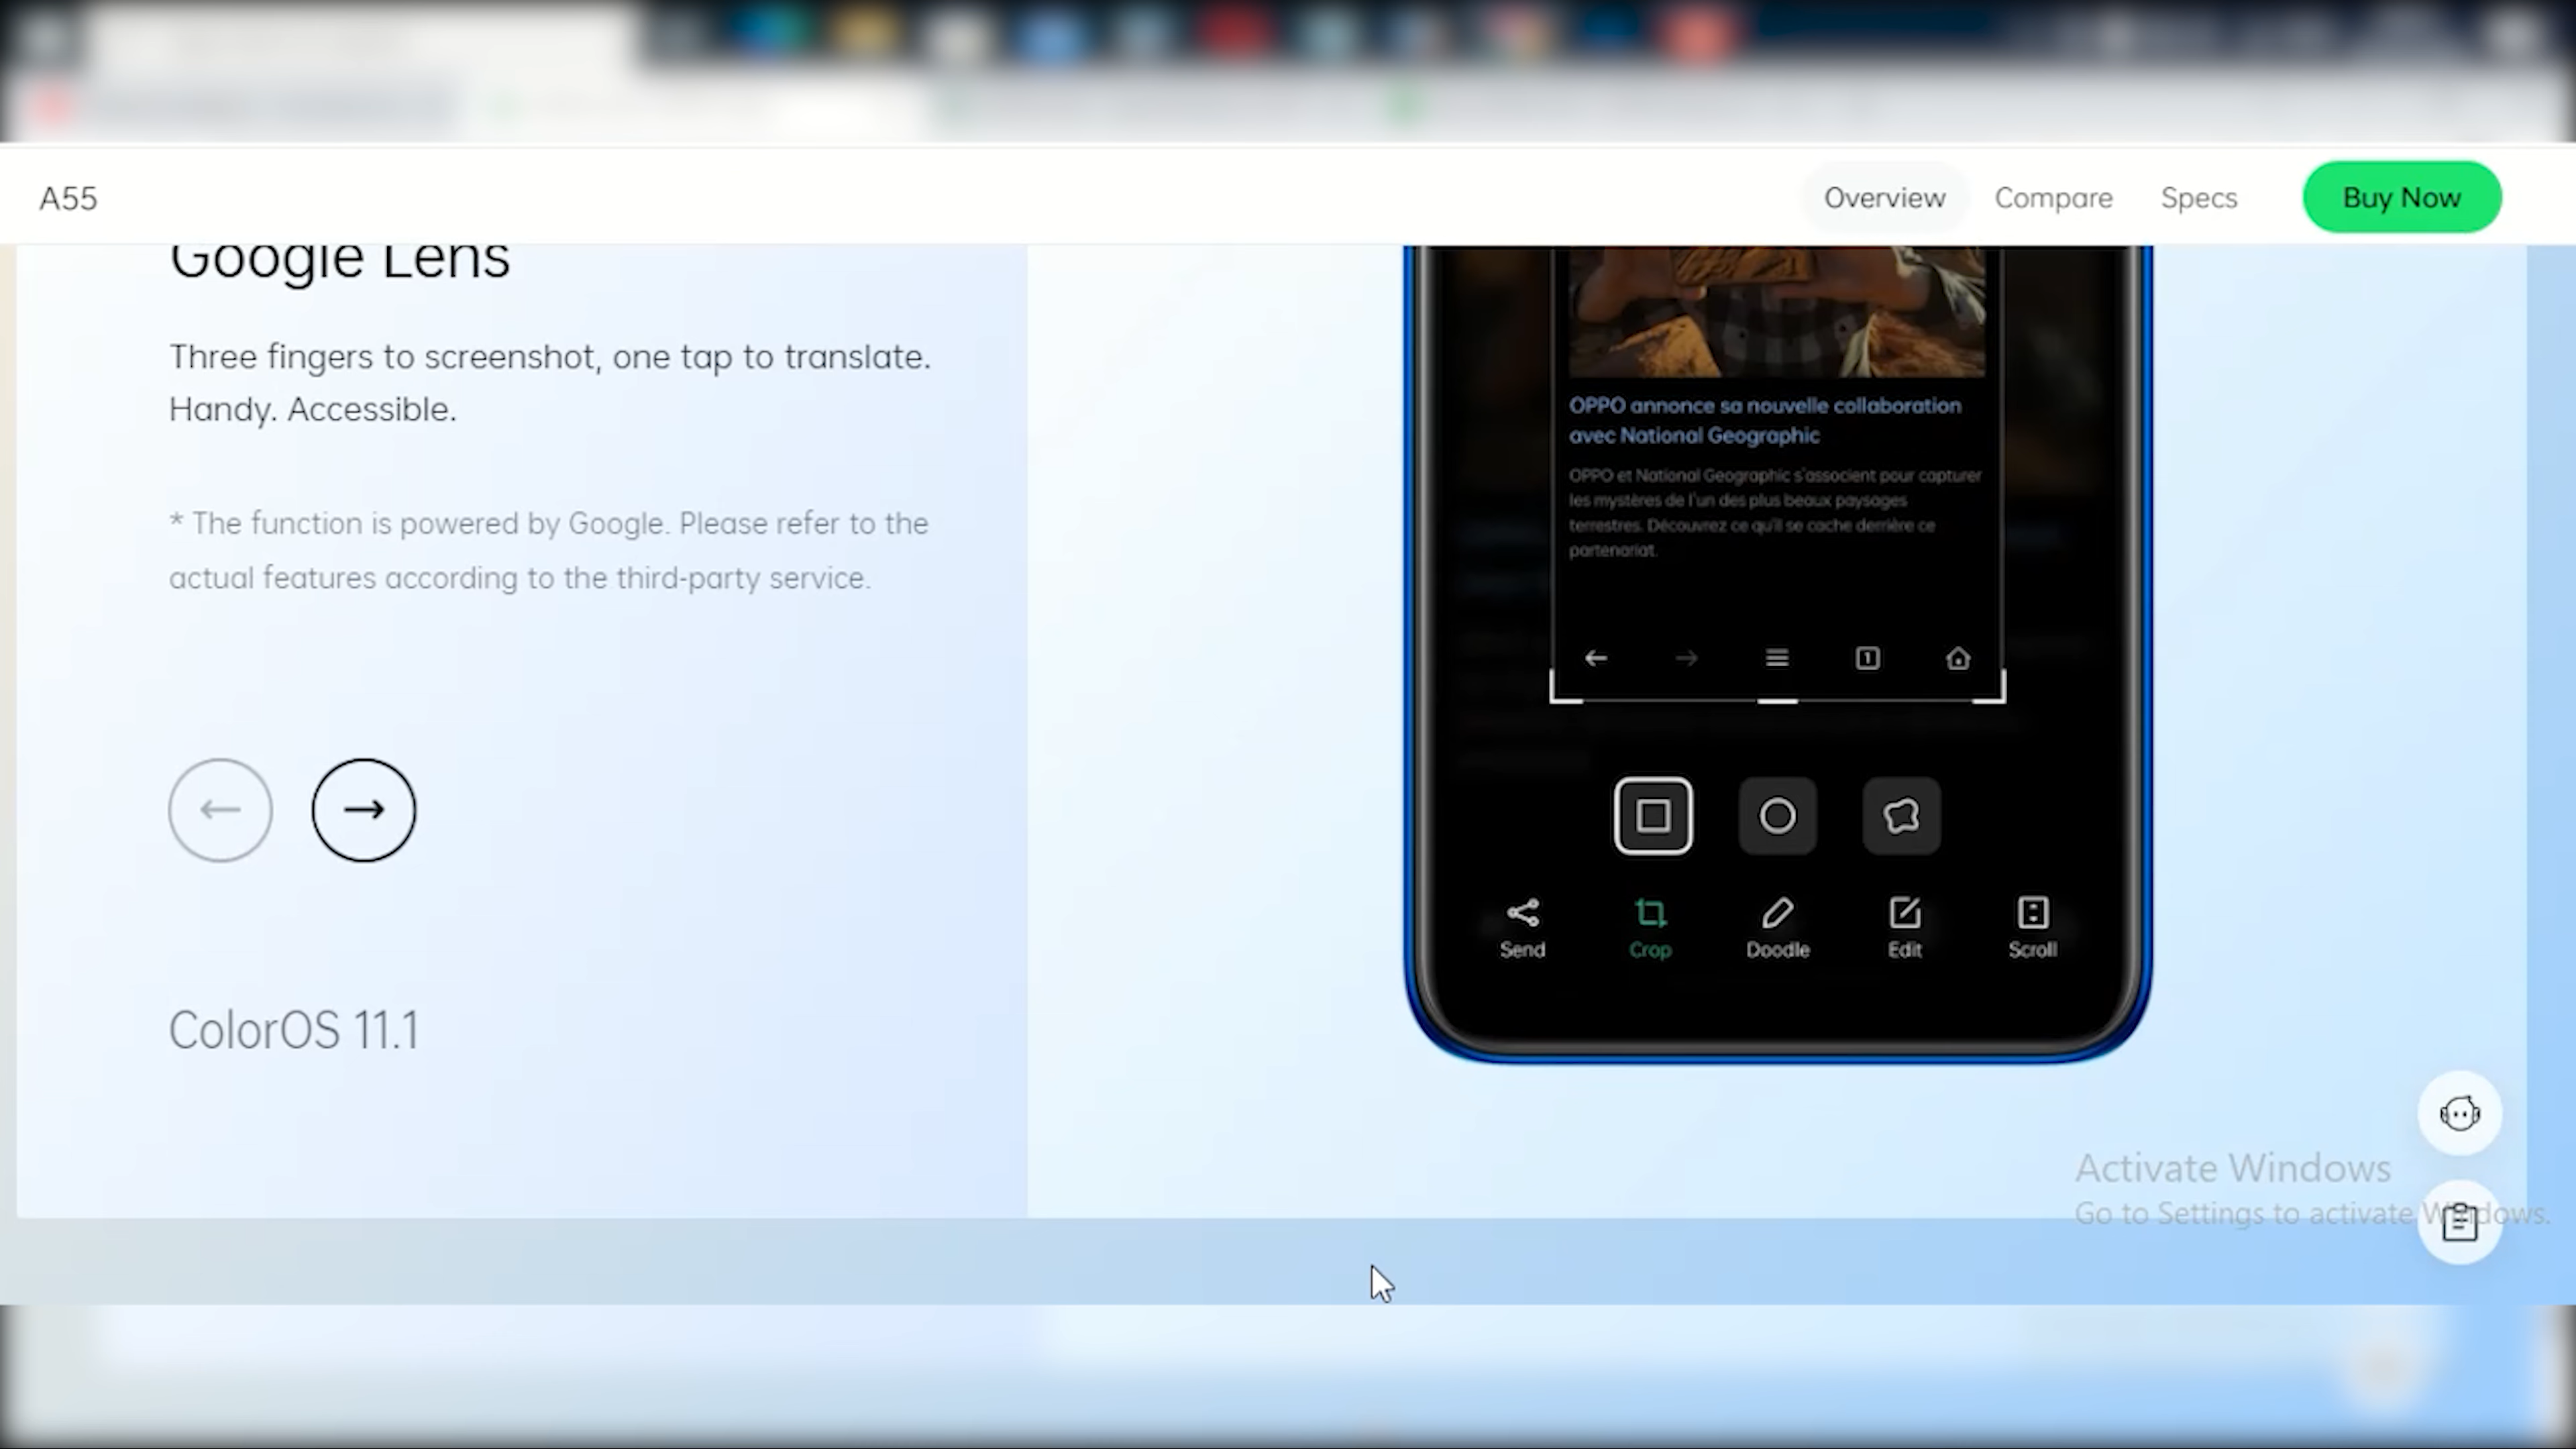 A55
Overview
Compare
Specs
Buy Now
Google Lens
Three fingers to screenshot, one tap to translate.
Handy. Accessible.
* The function is powered by Google. Please refer to the
actual features according to the third-party service.
ColorOS 11.1
OPPO annonce sa nouvelle collaboration
avec National Geographic
OPPO et National Geographic s'associent pour capturer
les mystères de l'un des plus beaux paysages
terrestres. Découvrez ce qu'il se cache derrière ce
partenariat.
1
Send
Crop
Doodle
Edit
Scroll
Activate Windows
Go to Settings to activate Windows.